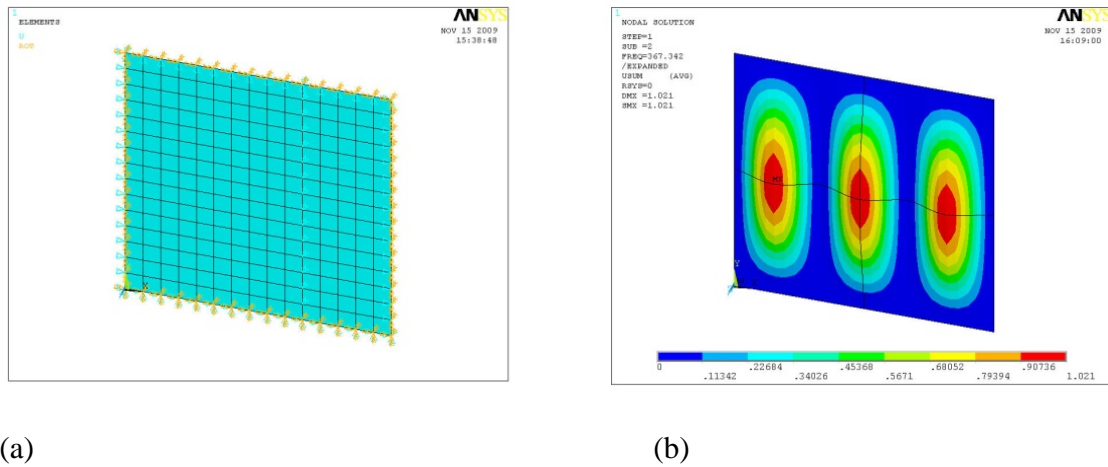 1
ELEMENTS
U
ROT
ANSYS
NOV 15 2009
15:38:48
X
1
NODAL SOLUTION
STEP=1
SUB =2
FREQ=367.342
/EXPANDED
USUM (AVG)
RSYS=0
DMX =1.021
SMX =1.021
ANSYS
NOV 15 2009
16:09:00
MX
Y
0 .22684 .45368 .68052 .90736
.11342 .34026 .5671 .79394 1.021
(a) (b)